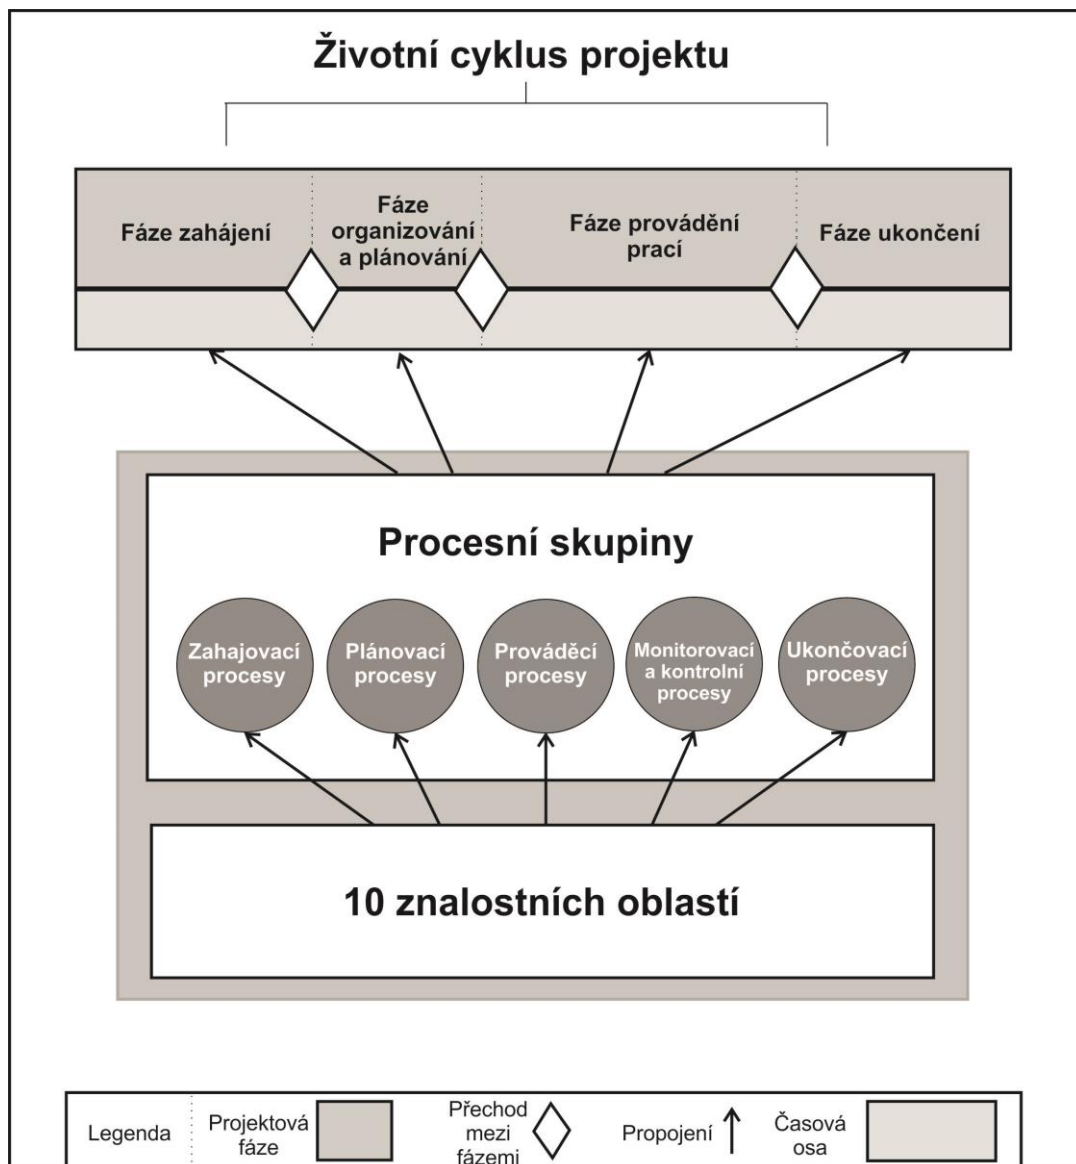 Životní cyklus projektu
Fáze zahájení
Fáze
organizování
a plánování
Fáze provádění
prací
Fáze ukončení
Procesní skupiny
Zahajovací
procesy
Plánovací
procesy
Prováděcí
procesy
Monitorovací
a kontrolní
procesy
Ukončovací
procesy
10 znalostních oblastí
Legenda
Projektová
fáze
Přechod
mezi
fázemi
Propojení
Časová
osa